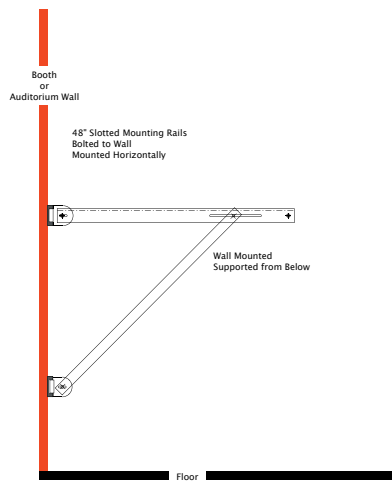 Booth
or
Auditorium Wall
48" Slotted Mounting Rails
Bolted to Wall
Mounted Horizontally
Wall Mounted
Supported from Below
Floor